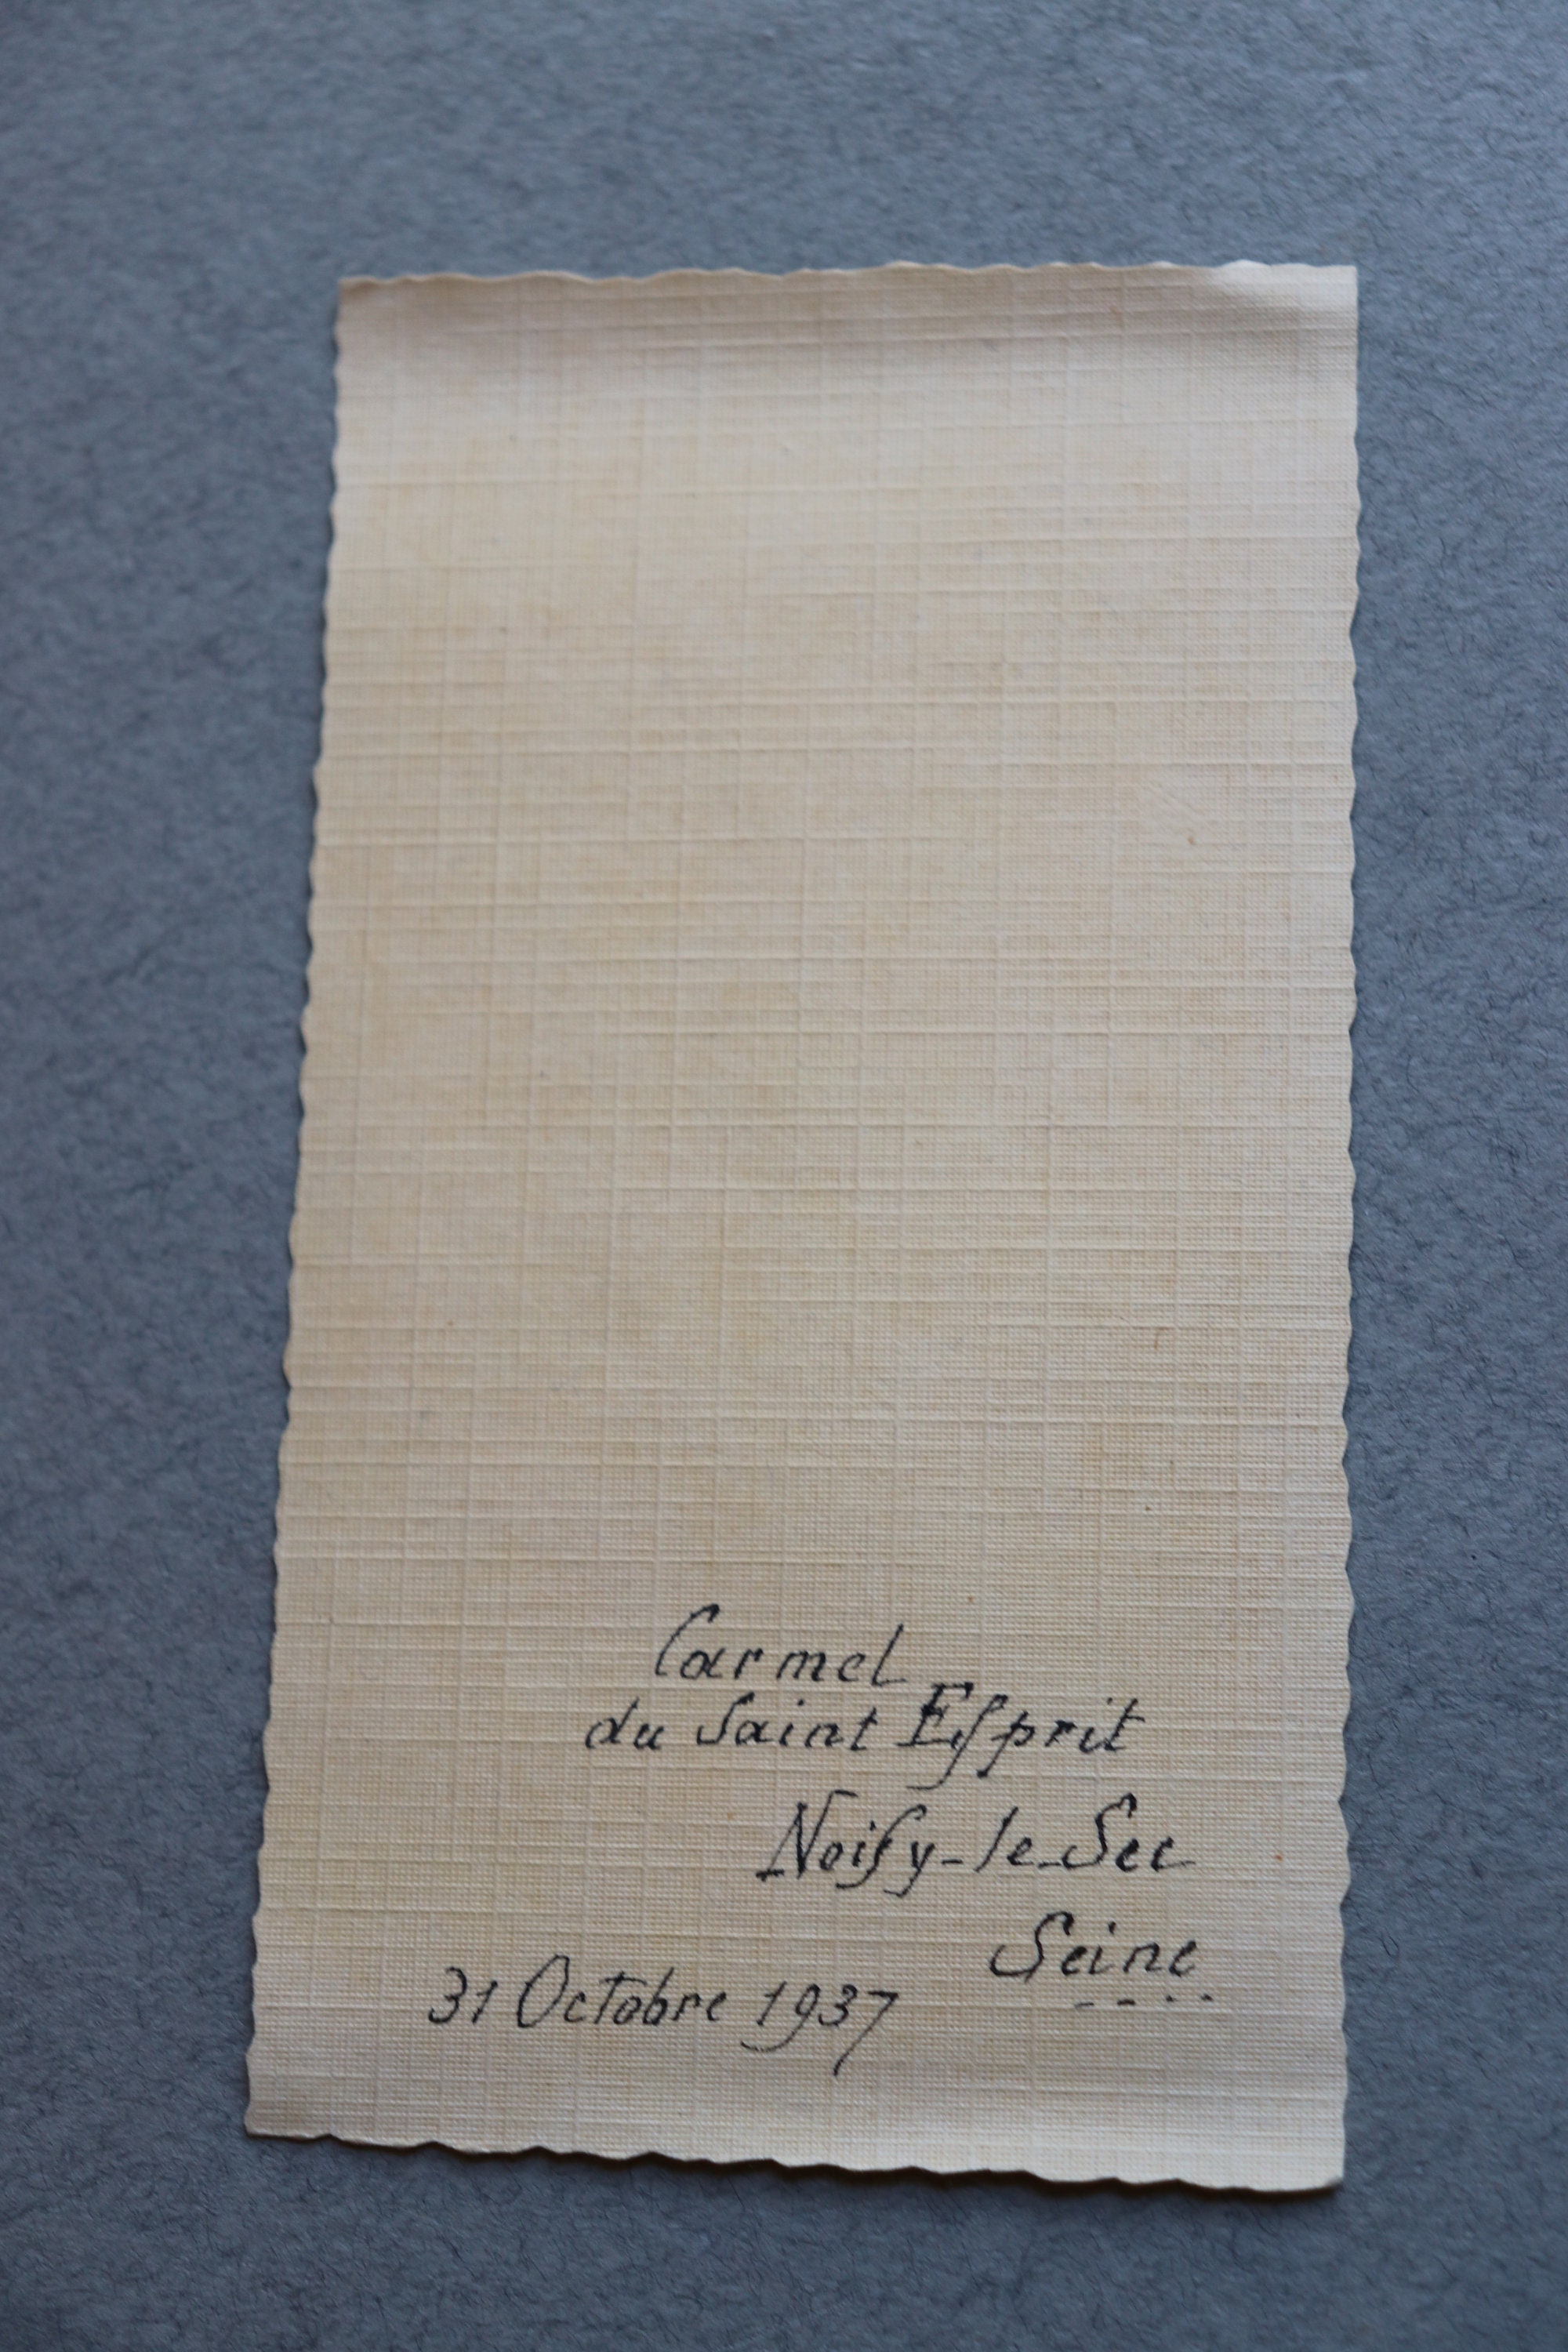 Carmel
du Saint Esprit
Noisy-le-Sec
Seine
31 Octobre 1937